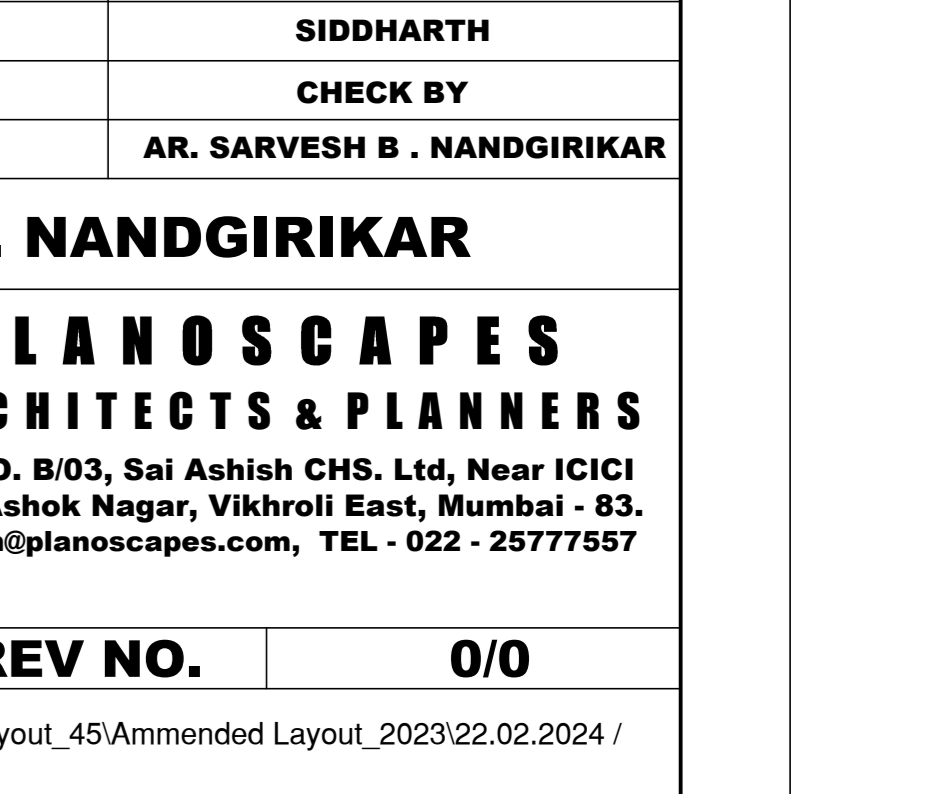 SIDDHARTH
CHECK BY
AR. SARVESH B . NANDGIRIKAR
. NANDGIRIKAR
LANOSCAPES
CHITECTS & PLANNERS
O. B/03, Sai Ashish CHS. Ltd, Near ICICI
Ashok Nagar, Vikhroli East, Mumbai - 83.
@planoscapes.com, TEL - 022 - 25777557
REV NO.
0/0
yout_45\Ammended Layout_2023\22.02.2024 /